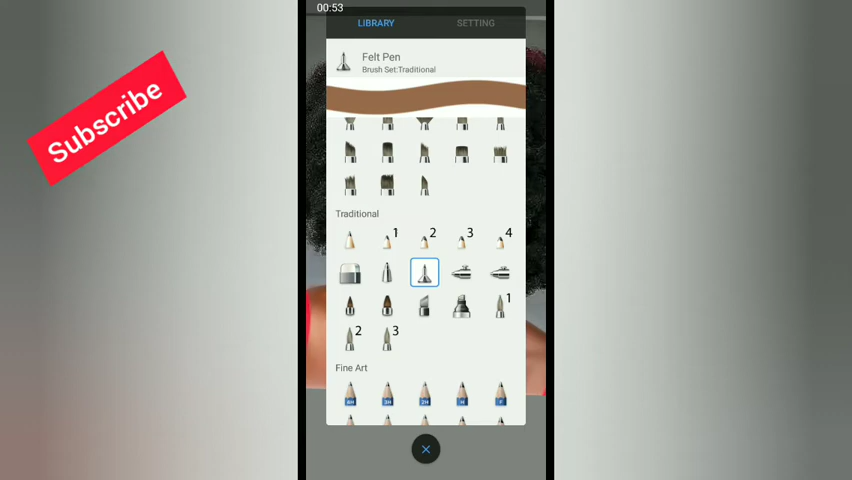 00:53
LIBRARY SETTING
Felt Pen
Brush Set:Traditional
Subscribe
Traditional
1 2 3 4
1
2 3
Fine Art
H F